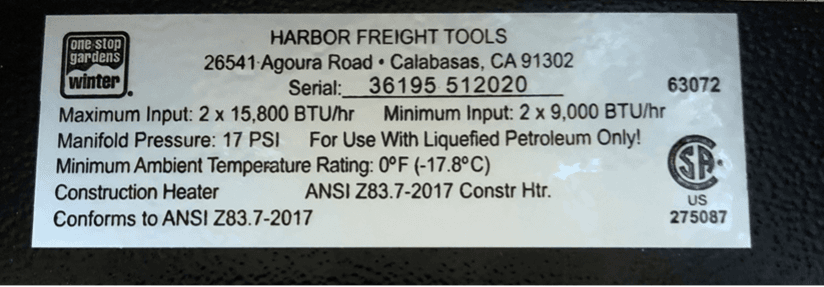 one stop
gardens
winter
HARBOR FREIGHT TOOLS
26541 Agoura Road • Calabasas, CA 91302
Serial: 36195 512020
63072
Maximum Input: 2 x 15,800 BTU/hr Minimum Input: 2 x 9,000 BTU/hr
Manifold Pressure: 17 PSI For Use With Liquefied Petroleum Only!
Minimum Ambient Temperature Rating: 0°F (-17.8°C)
Construction Heater ANSI Z83.7-2017 Constr Htr.
Conforms to ANSI Z83.7-2017
SA
US
275087